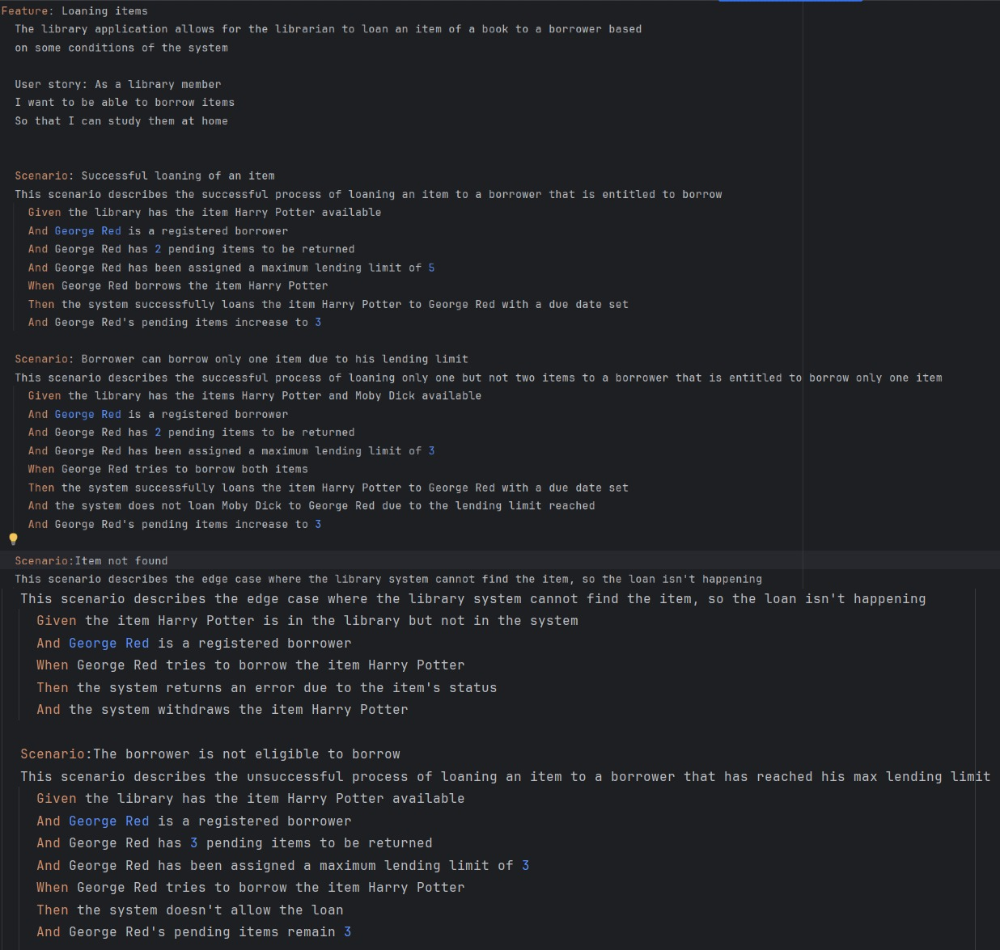 Feature: Loaning items
The library application allows for the librarian to loan an item of a book to a borrower based
on some conditions of the system
User story: As a library member
I want to be able to borrow items
So that I can study them at home
Scenario: Successful loaning of an item
This scenario describes the successful process of loaning an item to a borrower that is entitled to borrow
Given the library has the item Harry Potter available
And George Red is a registered borrower
And George Red has 2 pending items to be returned
And George Red has been assigned a maximum lending limit of 5
When George Red borrows the item Harry Potter
Then the system successfully loans the item Harry Potter to George Red with a due date set
And George Red's pending items increase to 3
Scenario: Borrower can borrow only one item due to his lending limit
This scenario describes the successful process of loaning only one but not two items to a borrower that is entitled to borrow only one item
Given the library has the items Harry Potter and Moby Dick available
And George Red is a registered borrower
And George Red has 2 pending items to be returned
And George Red has been assigned a maximum lending limit of 3
When George Red tries to borrow both items
Then the system successfully loans the item Harry Potter to George Red with a due date set
And the system does not loan Moby Dick to George Red due to the lending limit reached
And George Red's pending items increase to 3
Scenario:Item not found
This scenario describes the edge case where the library system cannot find the item, so the loan isn't happening
This scenario describes the edge case where the library system cannot find the item, so the loan isn't happening
Given the item Harry Potter is in the library but not in the system
And George Red is a registered borrower
When George Red tries to borrow the item Harry Potter
Then the system returns an error due to the item's status
And the system withdraws the item Harry Potter
Scenario:The borrower is not eligible to borrow
This scenario describes the unsuccessful process of loaning an item to a borrower that has reached his max lending limit
Given the library has the item Harry Potter available
And George Red is a registered borrower
And George Red has 3 pending items to be returned
And George Red has been assigned a maximum lending limit of 3
When George Red tries to borrow the item Harry Potter
Then the system doesn't allow the loan
And George Red's pending items remain 3